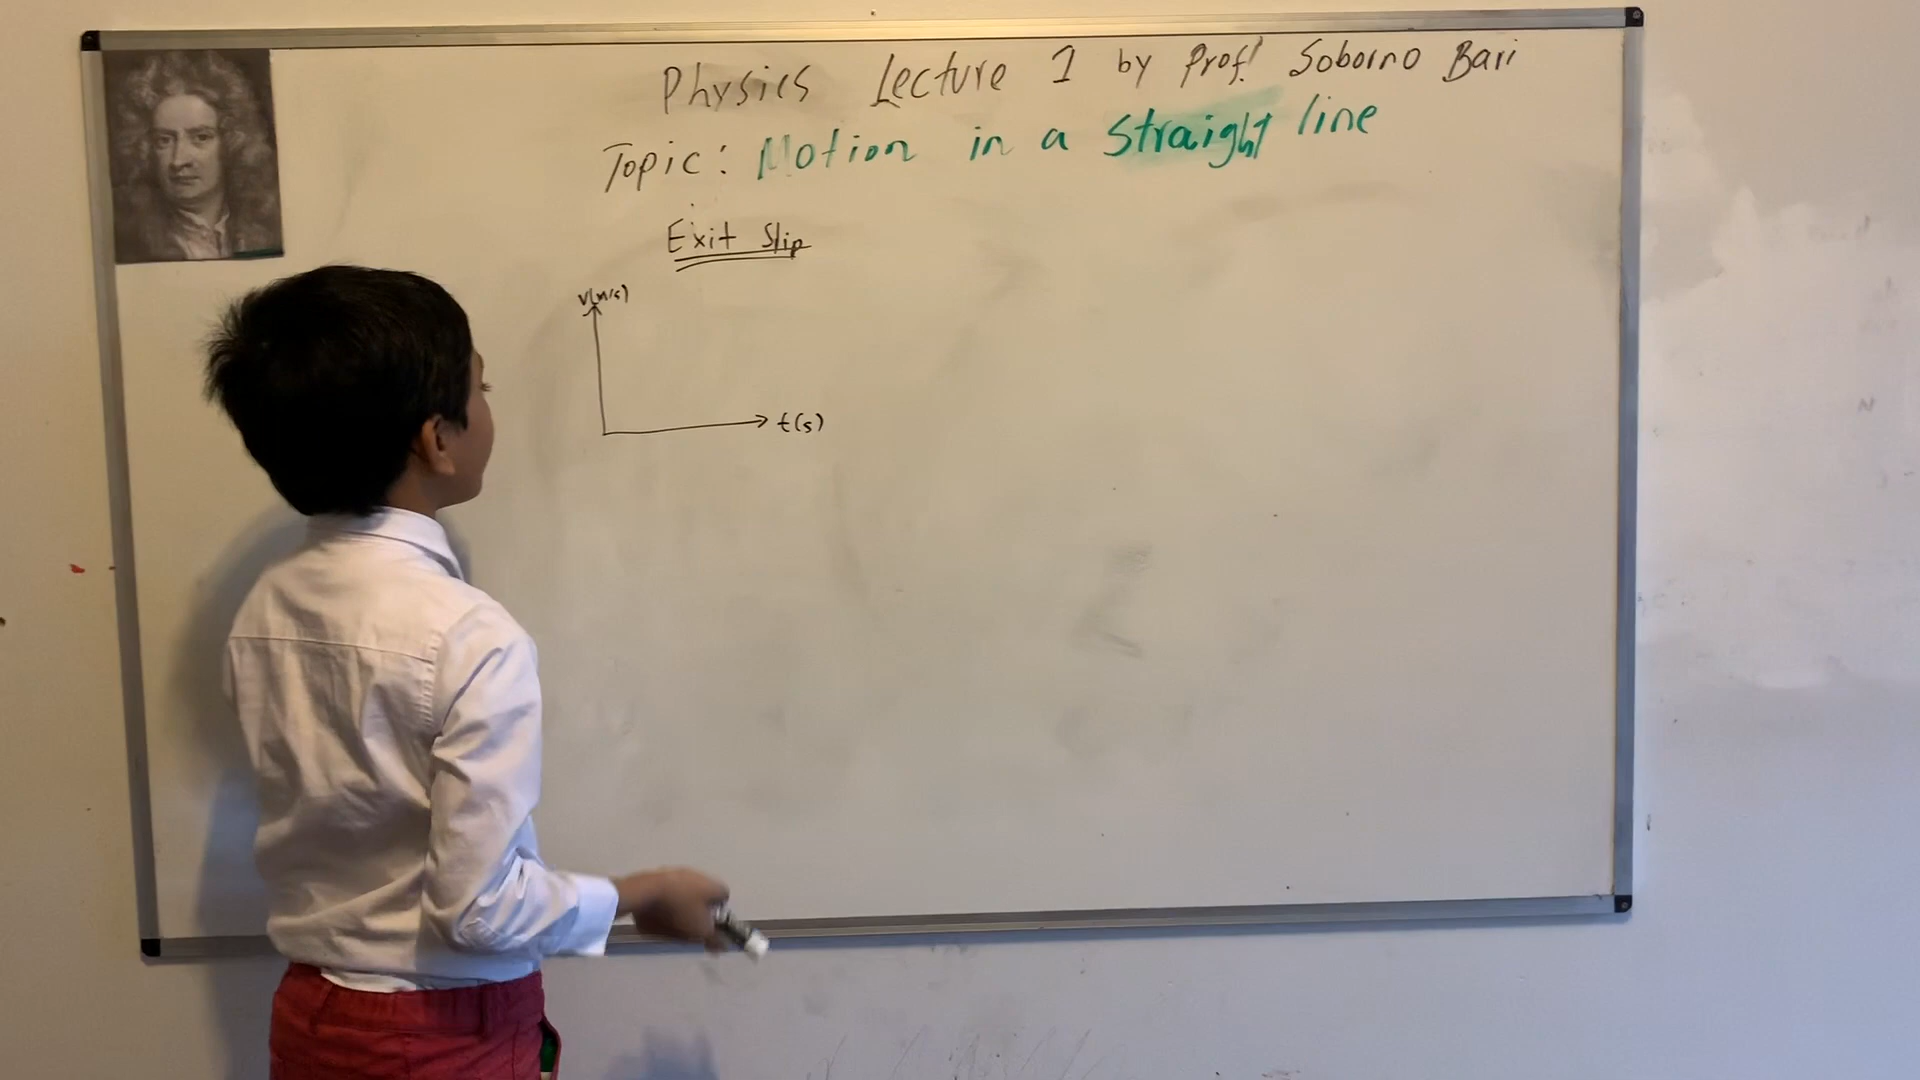 Physics Lecture 1 by Prof. Soborno Bari
Topic: Motion in a Straight line
Exit Slip
v(m/s)
t(s)